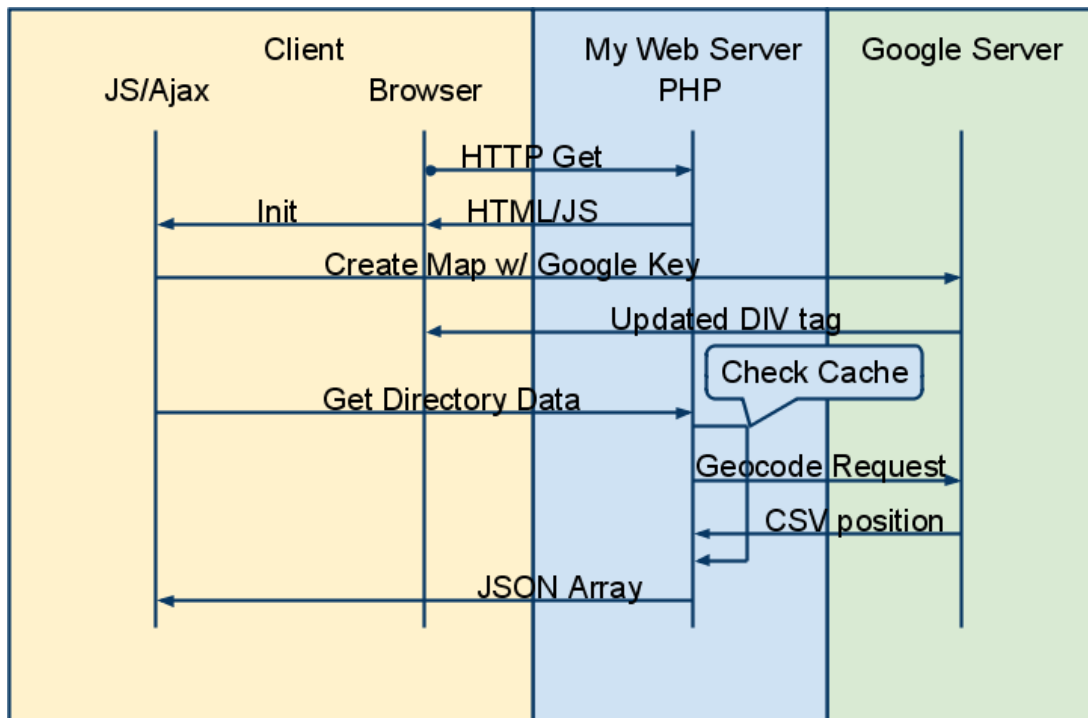 Client
My Web Server
Google Server
JS/Ajax
Browser
PHP
HTTP Get
Init
HTML/JS
Create Map w/ Google Key
Updated DIV tag
Check Cache
Get Directory Data
Geocode Request
CSV position
JSON Array